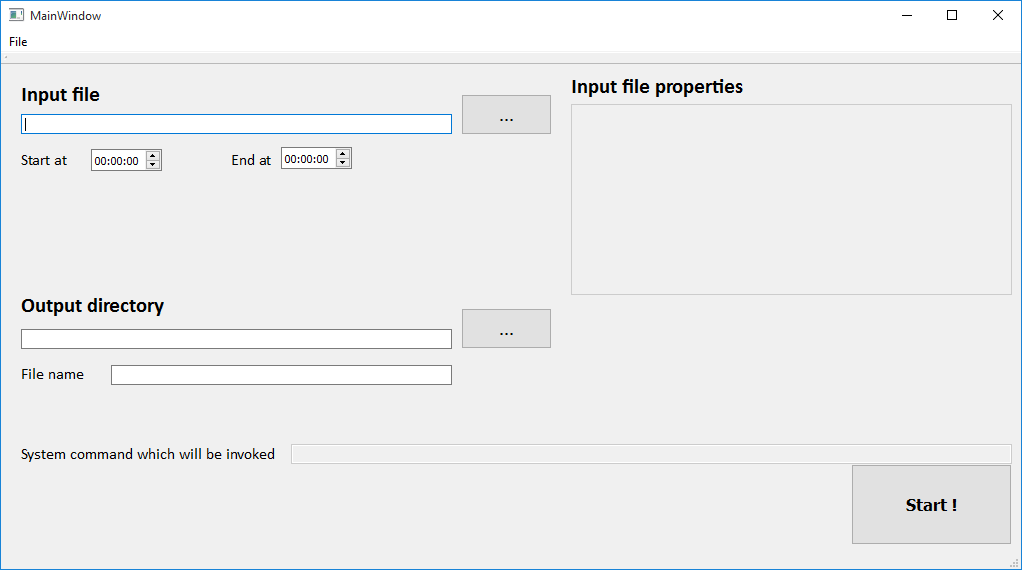 MainWindow
File
Input file
...
Start at
00:00:00
End at
00:00:00
Input file properties
Output directory
...
File name
System command which will be invoked
Start !